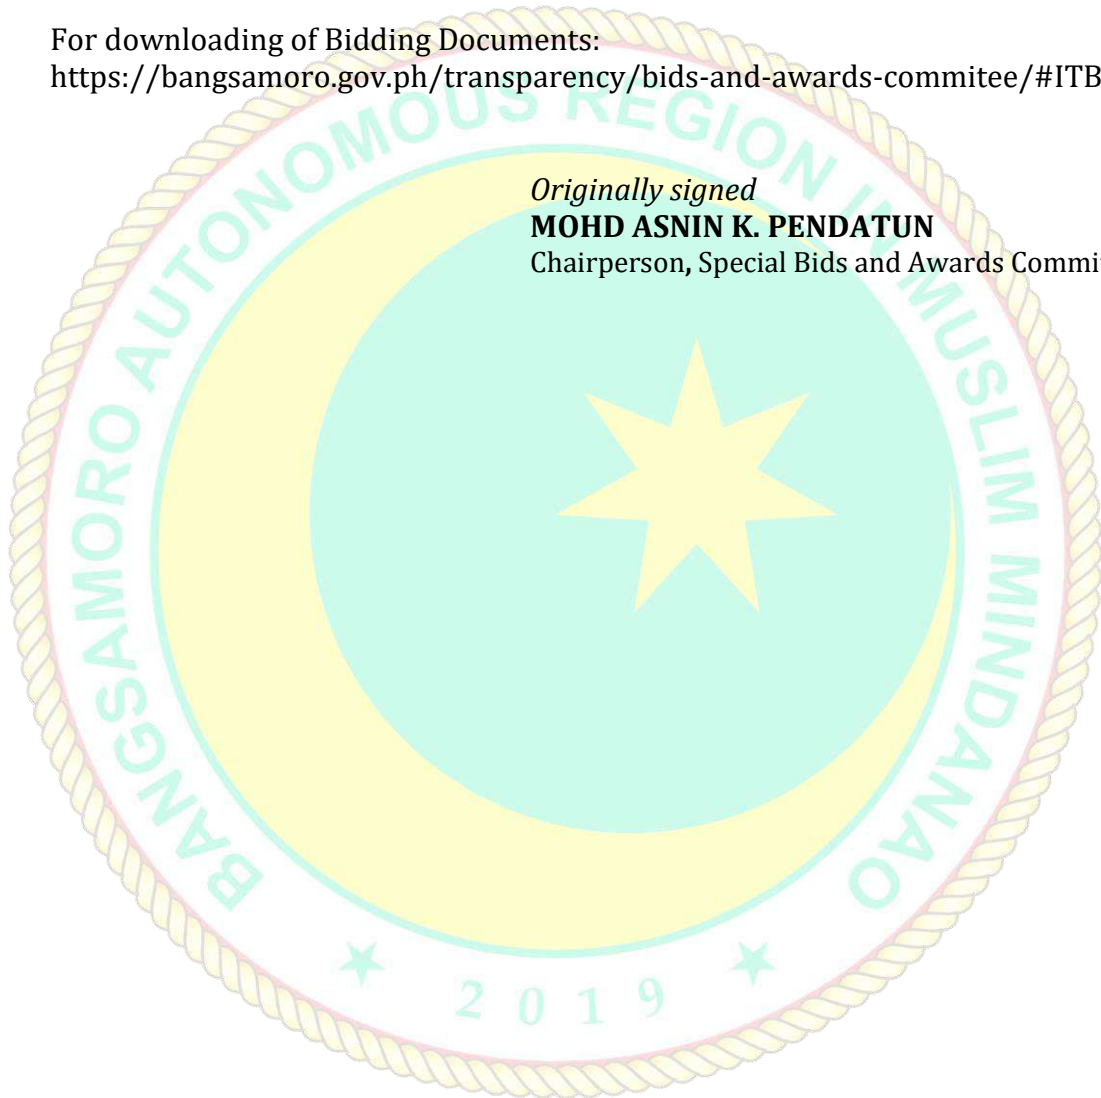 For downloading of Bidding Documents:
https://bangsamoro.gov.ph/transparency/bids-and-awards-commitee/#ITB
Originally signed
MOHD ASNIN K. PENDATUN
Chairperson, Special Bids and Awards Commi
BANGSAMORO AUTONOMOUS REGION IN MUSLIM MINDANAO
2019